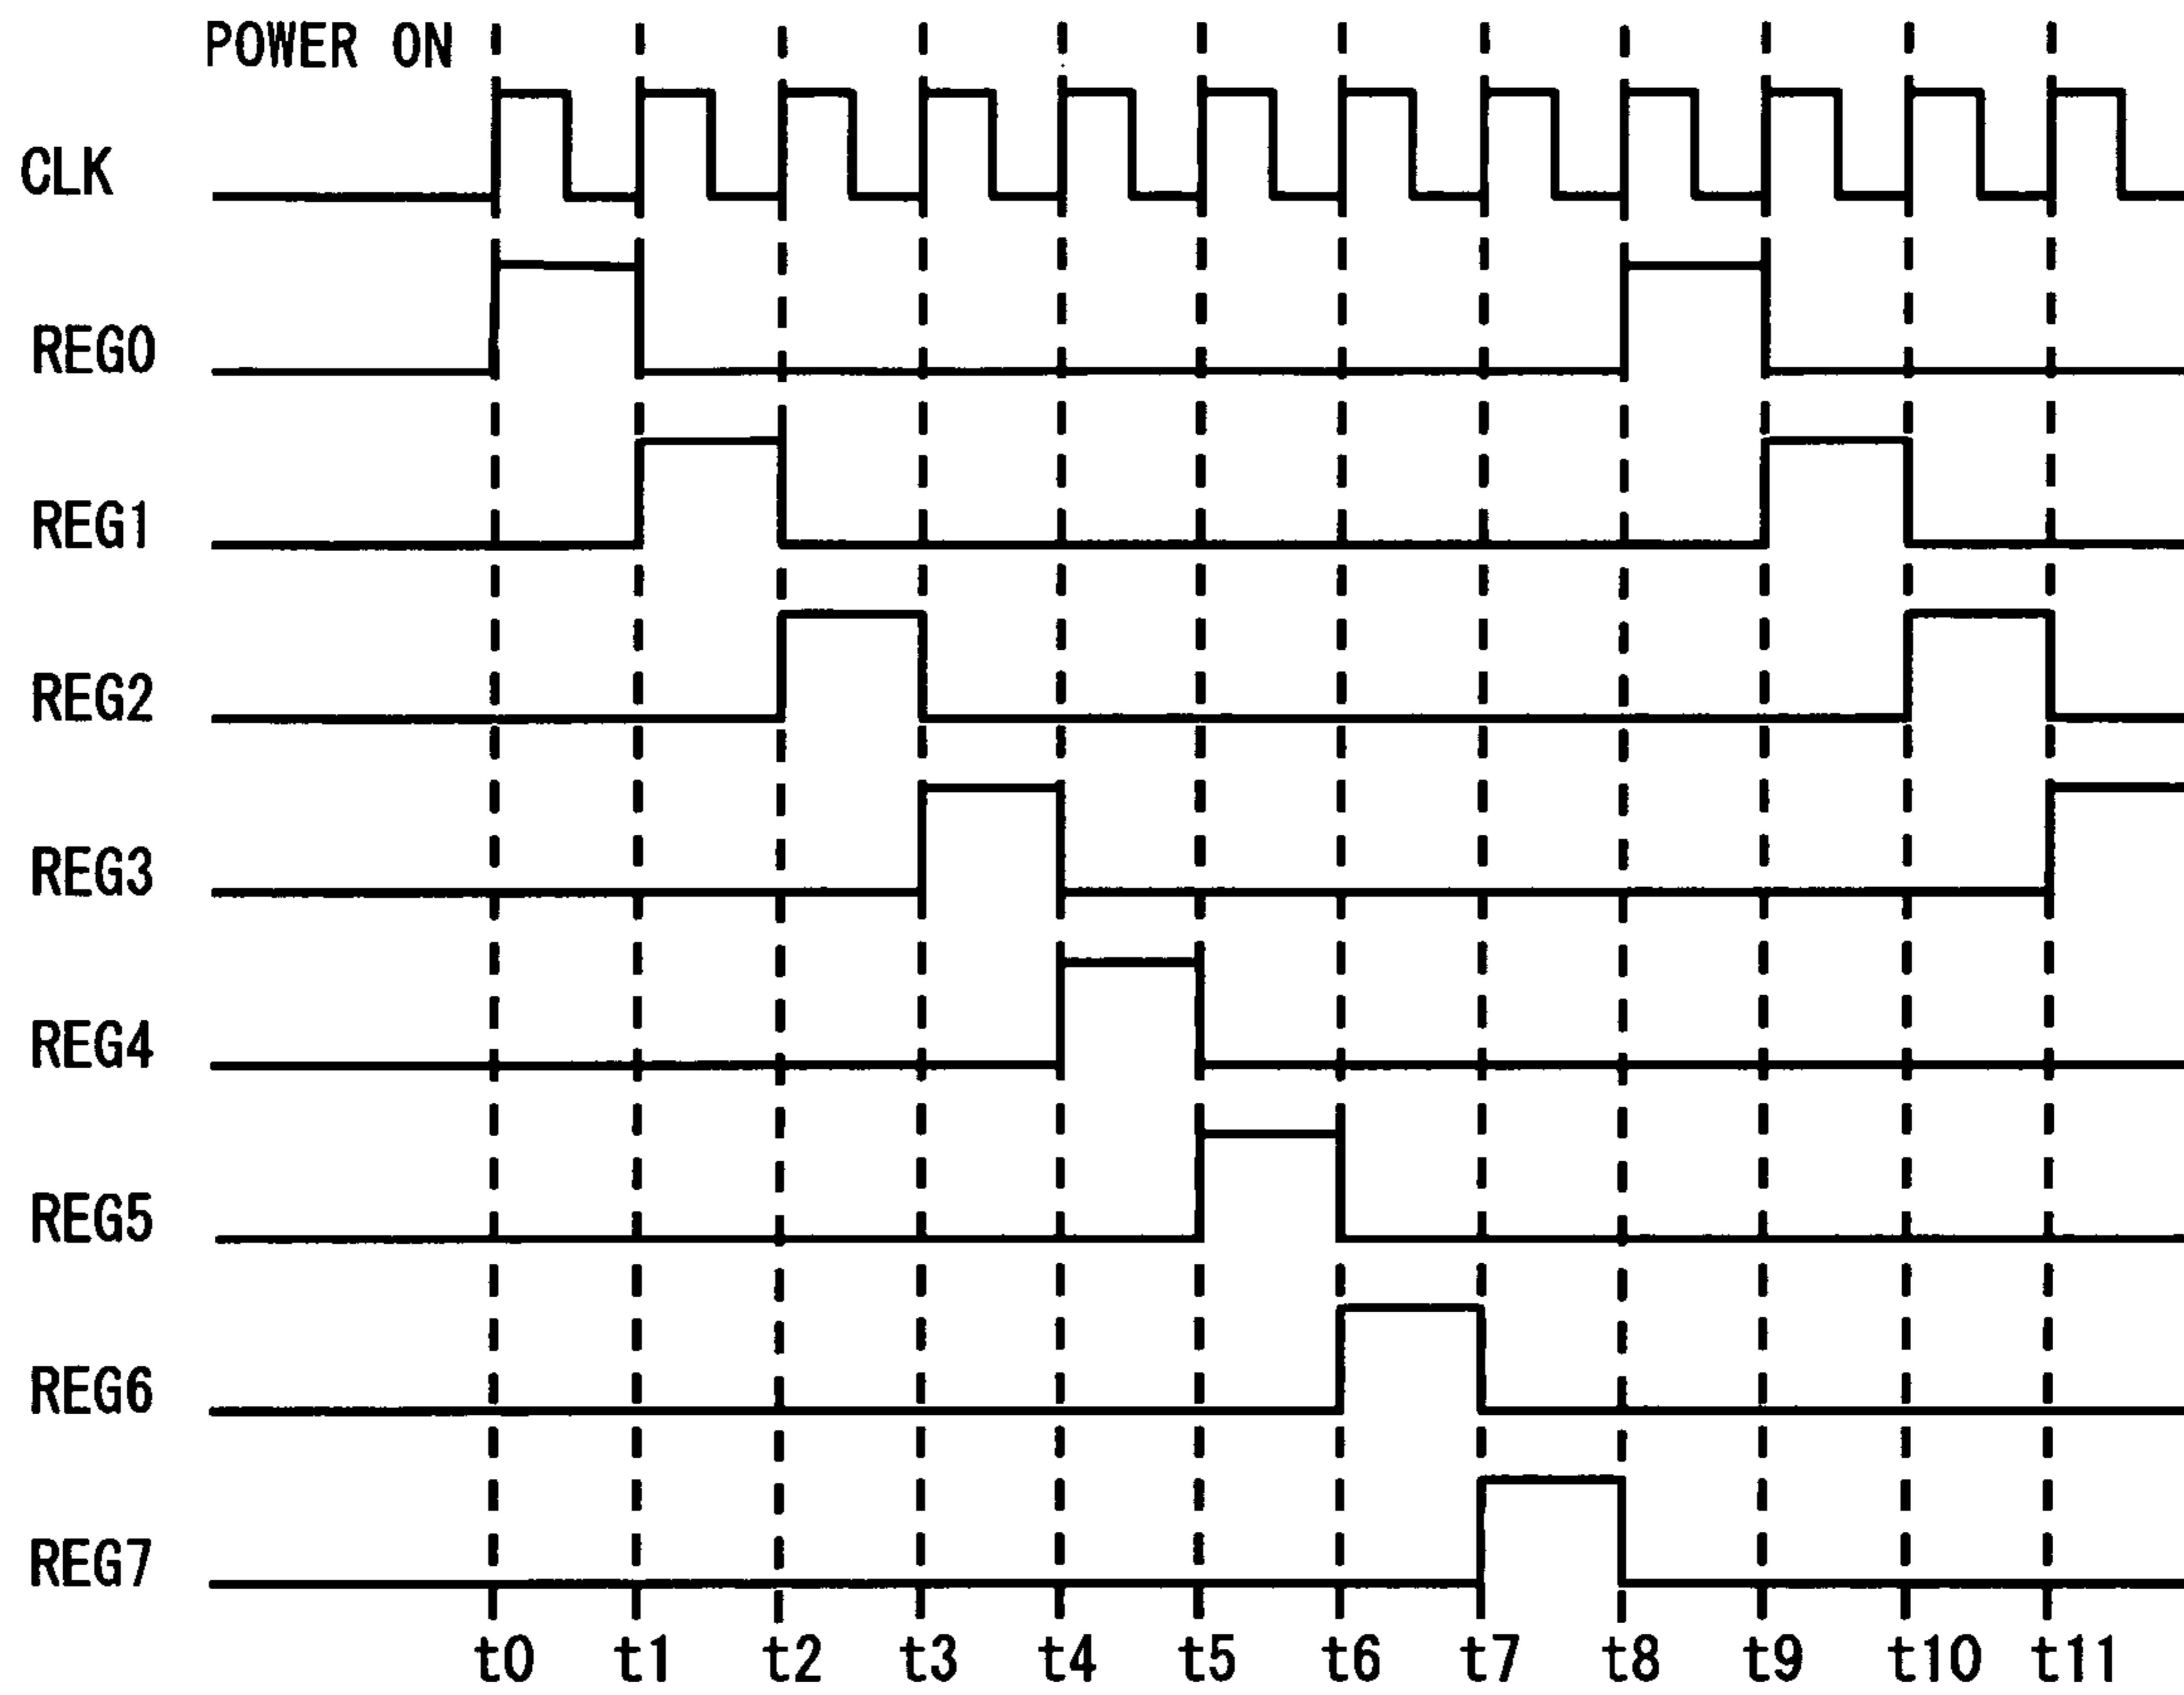 POWER ON
CLK
REG0
REG1
REG2
REG3
REG4
REG5
REG6
REG7
t0 t1 t2 t3 t4 t5 t6 t7 t8 t9 t10 t11